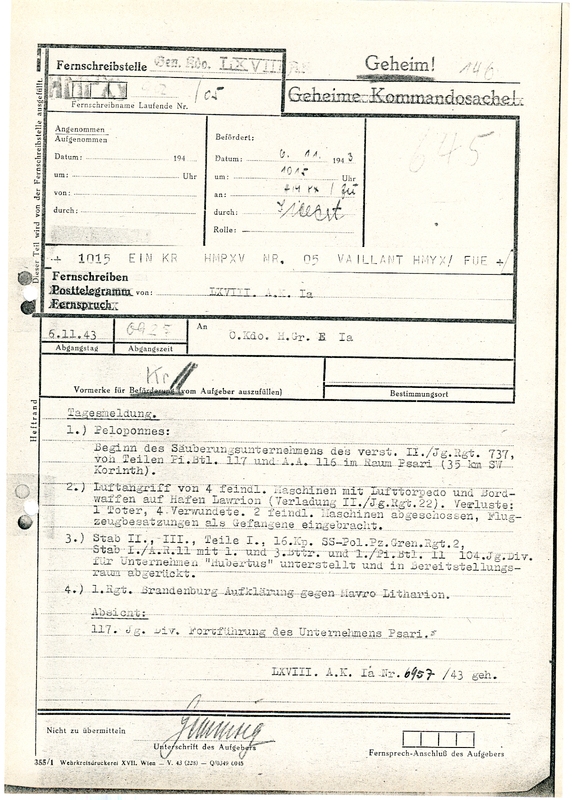 Fernschreibstelle Gen. Kdo. LXVIII
Geheim!
146
/05
Fernschreibname Laufende Nr.
Geheime Kommandosache!
Dieser Teil wird von der Fernschreibstelle ausgefüllt.
Angenommen
Aufgenommen
Datum: 194
um: Uhr
von:
durch:
Befördert:
Datum: 6. 11. 1943
um: 1015 Uhr
an:
durch:
Rolle:
645
+ 1015 EIN KR HMPXV NR. 05 VAILLANT HMYX/ FUE +/
Fernschreiben
Posttelegramm von: LXVIII. A.K. Ia
Fernspruch
6.11.43
Abgangstag
0925
Abgangszeit
An
O.Kdo. H.Gr. E Ia
Kr
Vormerke für Beförderung (vom Aufgeber auszufüllen)
Bestimmungsort
Heftrand
Tagesmeldung.
1.) Peloponnes:
Beginn des Säuberungsunternehmens des verst. II./Jg.Rgt. 737,
von Teilen Pi.Btl. 117 und A.A. 116 im Raum Psari (35 km SW
Korinth).
2.) Luftangriff von 4 feindl. Maschinen mit Lufttorpedo und Bord-
waffen auf Hafen Lawrion (Verladung II./Jg.Rgt.22). Verluste:
1 Toter, 4 Verwundete. 2 feindl. Maschinen abgeschossen, Flug-
zeugbesatzungen als Gefangene eingebracht.
3.) Stab II., III., Teile I., 16.Kp. SS-Pol.Pz.Gren.Rgt.2,
Stab I./A.R.11 mit 1. und 3.Bttr. und 1./Pi.Btl. 11 104.Jg.Div.
für Unternehmen "Hubertus" unterstellt und in Bereitstellungs-
raum abgerückt.
4.) 1.Rgt. Brandenburg Aufklärung gegen Mavro Litharion.
Absicht:
117. Jg. Div. Fortführung des Unternehmens Psari.
LXVIII. A.K. Ia Nr. 6957 /43 geh.
Nicht zu übermitteln
Unterschrift des Aufgebers
Fernsprech-Anschluß des Aufgebers
355/1 Wehrkreisdruckerei XVII, Wien — V. 43 (228) — Q/0349 6045